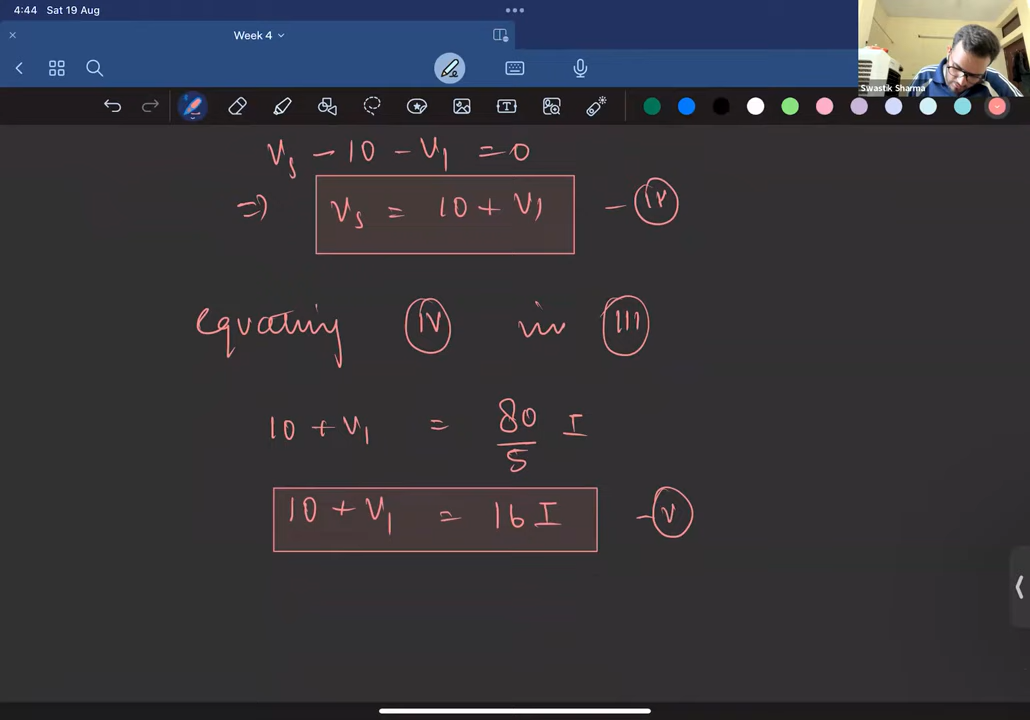 4:44 Sat 19 Aug
Week 4
Swastik Sharma
Vs - 10 - V1 = 0
⇒ Vs = 10 + V1 - IV
equating IV in III
10 + V1 = 80/5 I
10 + V1 = 16 I - V